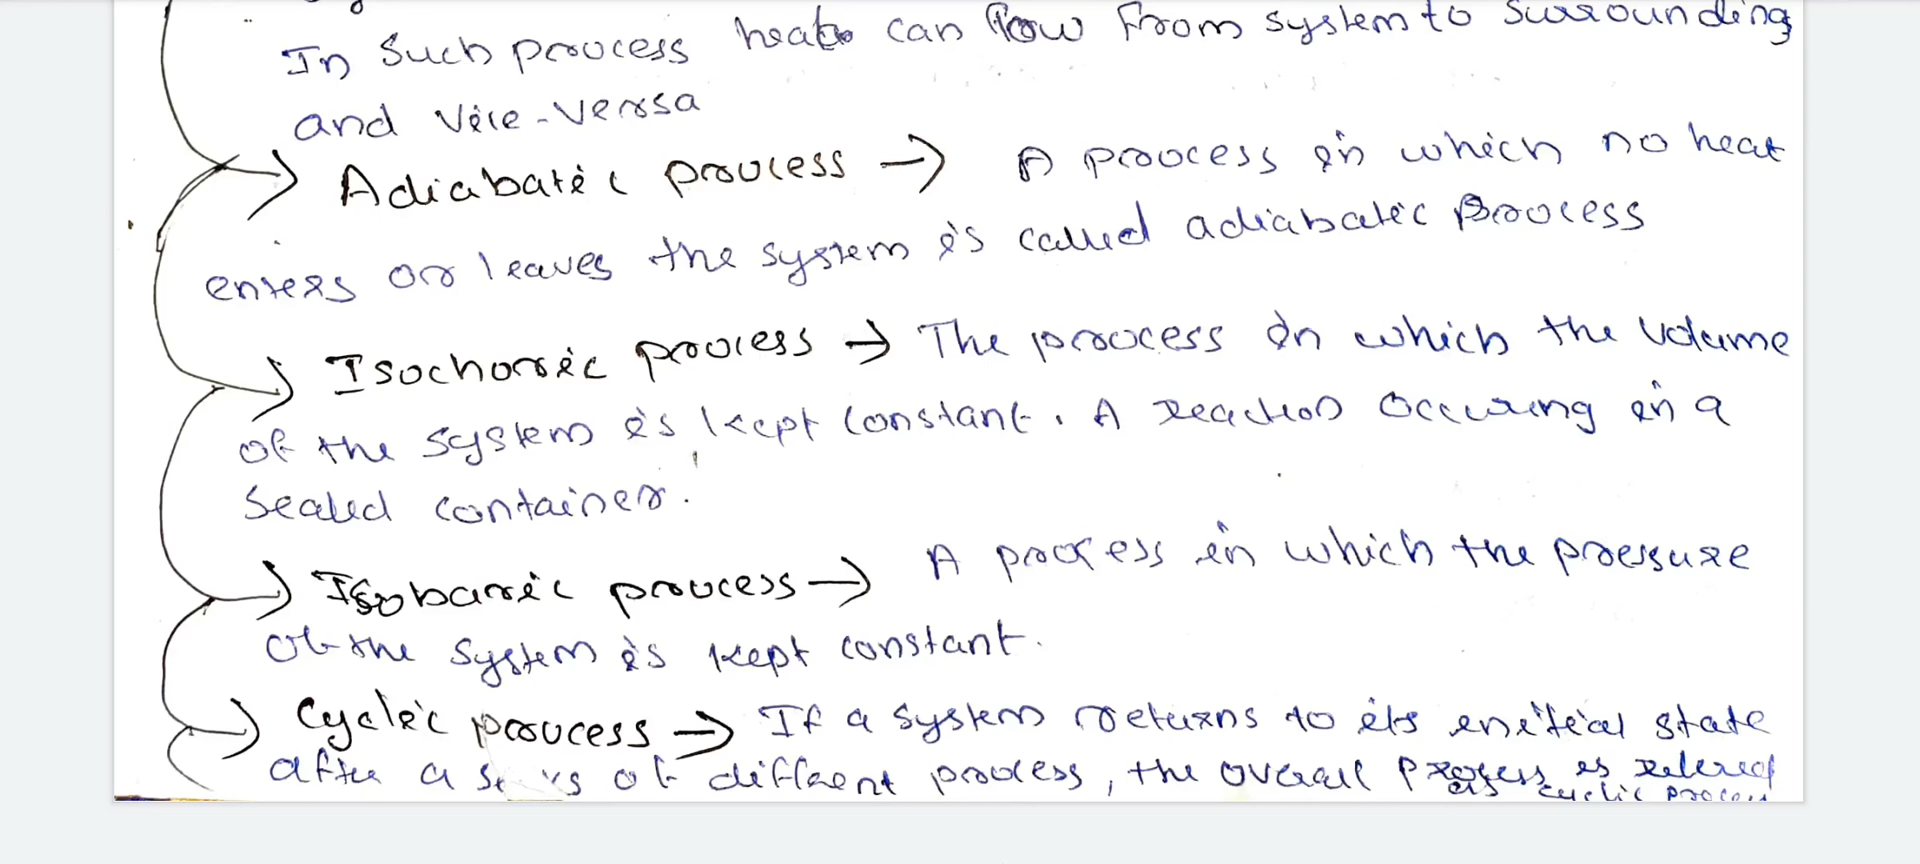 In Such process heat can flow From system to Surrounding
and Vice-Versa
Adiabatic process → A process in which no heat
enters or leaves the system is called adiabatic Process
Isochoric process → The process in which the Volume
of the System is kept constant. A reaction occuring in a
Sealed container.
Isobaric process → A process in which the pressure
of the System is kept constant.
Cyclic process → If a System returns to its initial state
after a of different process, the overall Process is refered
as cyclic process